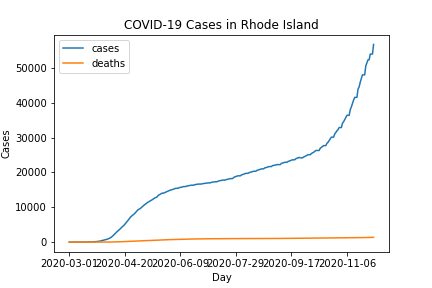 COVID-19 Cases in Rhode Island
cases
deaths
50000
40000
30000
20000
10000
0
Cases
2020-03-01 2020-04-20 2020-06-09 2020-07-29 2020-09-17 2020-11-06
Day